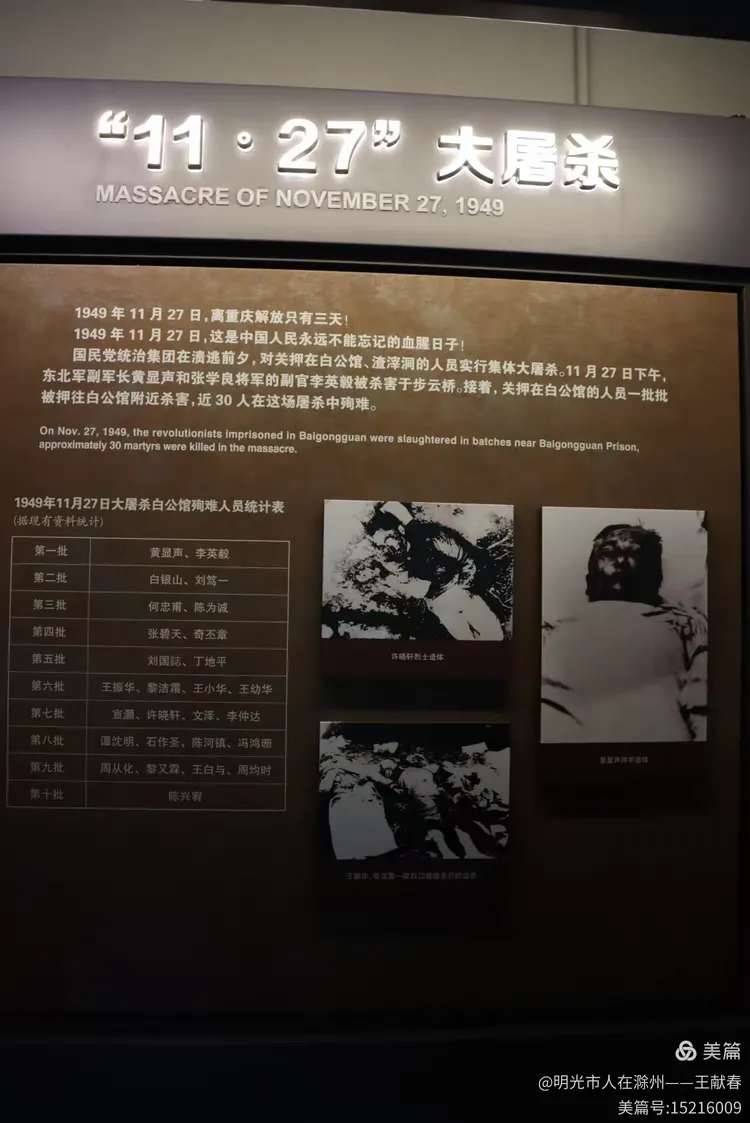 “11·27”大屠杀
MASSACRE OF NOVEMBER 27, 1949
1949 年 11 月 27 日,离重庆解放只有三天!
1949 年 11 月 27 日,这是中国人民永远不能忘记的血腥日子!
国民党统治集团在溃逃前夕,对关押在白公馆、渣滓洞的人员实行集体大屠杀。11 月 27 日下午,
东北军副军长黄显声和张学良将军的副官李英毅被杀害于步云桥。接着,关押在白公馆的人员一批批
被押往白公馆附近杀害,近 30 人在这场屠杀中殉难。
On Nov. 27, 1949, the revolutionists imprisoned in Baigongguan were slaughtered in batches near Baigongguan Prison,
approximately 30 martyrs were killed in the massacre.
1949年11月27日大屠杀白公馆殉难人员统计表
(据现有资料统计)
第一批 黄显声、李英毅
第二批 白银山、刘笃一
第三批 何忠甫、陈为诚
第四批 张碧天、奇丕章
第五批 刘国鋕、丁地平
第六批 王振华、黎洁霜、王小华、王幼华
第七批 宣灏、许晓轩、文泽、李仲达
第八批 谭沈明、石作圣、陈河镇、冯鸿珊
第九批 周从化、黎又霖、王白与、周均时
第十批 陈兴宥
许晓轩烈士遗体
黄显声将军遗体
美篇
@明光市人在滁州——王献春
美篇号:15216009